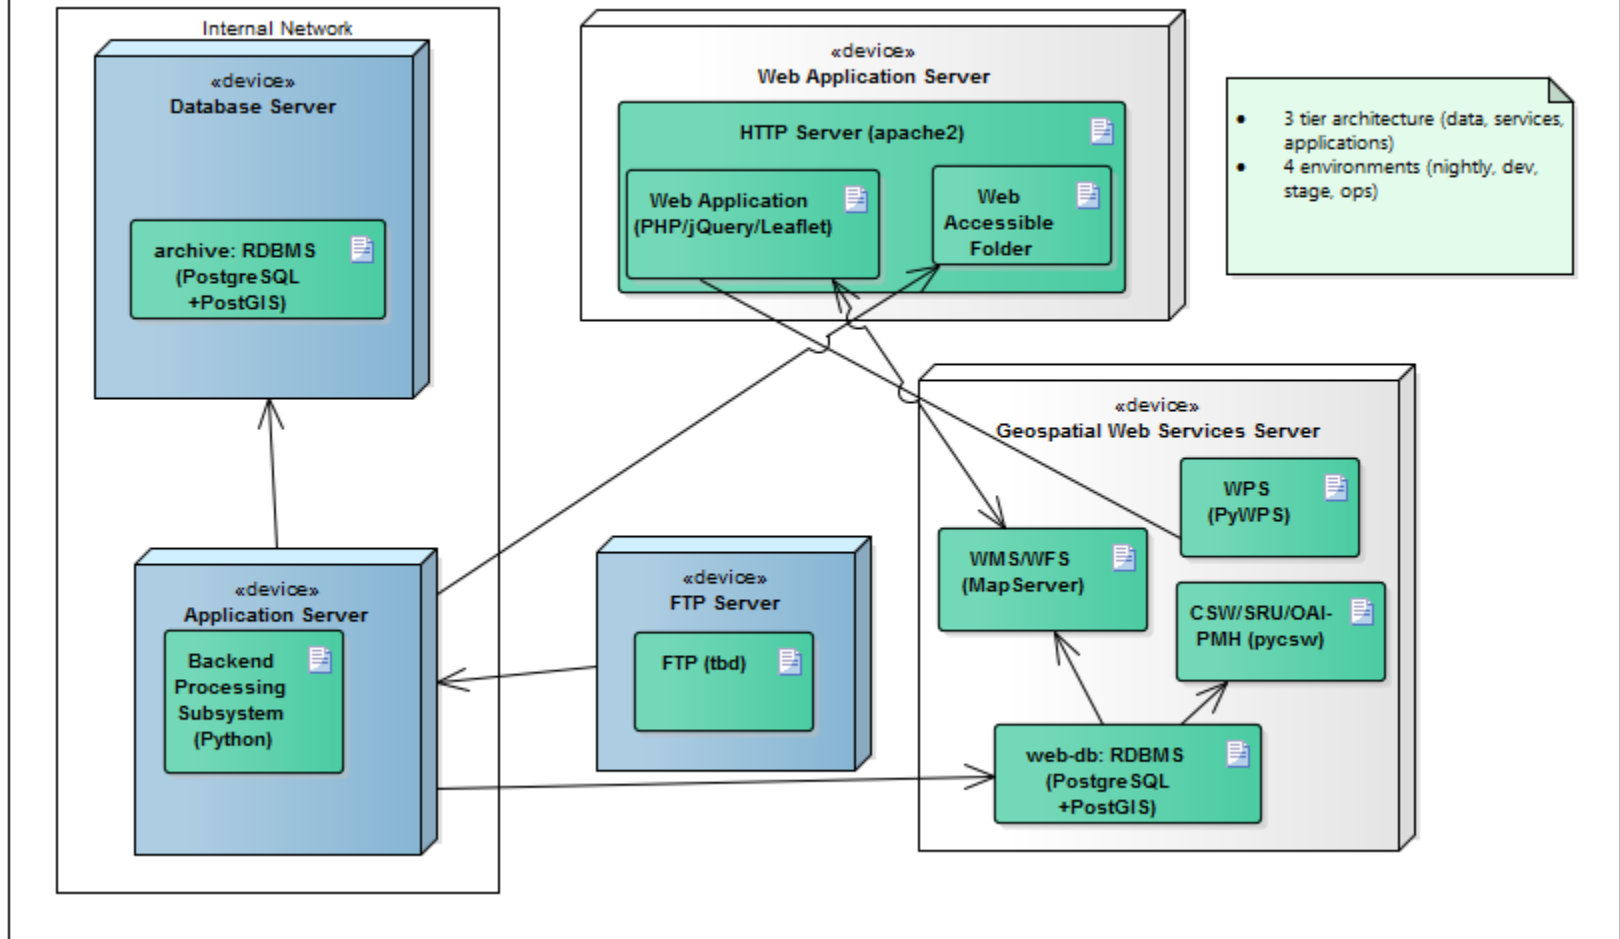 Internal Network
«device»
Database Server
archive: RDBMS
(PostgreSQL
+PostGIS)
«device»
Application Server
Backend
Processing
Subsystem
(Python)
«device»
FTP Server
FTP (tbd)
«device»
Web Application Server
HTTP Server (apache2)
Web Application
(PHP/jQuery/Leaflet)
Web
Accessible
Folder
«device»
Geospatial Web Services Server
WPS
(PyWPS)
WMS/WFS
(MapServer)
CSW/SRU/OAI-
PMH (pycsw)
web-db: RDBMS
(PostgreSQL
+PostGIS)
• 3 tier architecture (data, services,
applications)
• 4 environments (nightly, dev,
stage, ops)